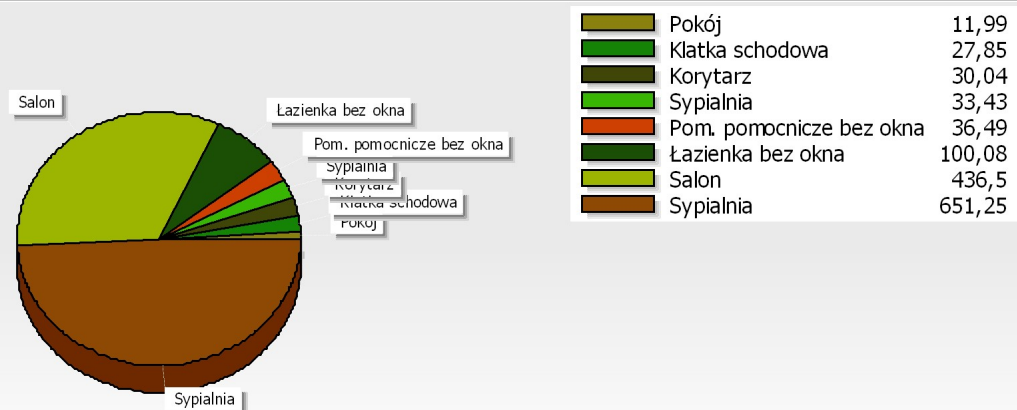 Pokój 11,99
Klatka schodowa 27,85
Korytarz 30,04
Sypialnia 33,43
Pom. pomocnicze bez okna 36,49
Łazienka bez okna 100,08
Salon 436,5
Sypialnia 651,25
Salon
Łazienka bez okna
Pom. pomocnicze bez okna
Sypialnia
Korytarz
Klatka schodowa
Pokój
Sypialnia